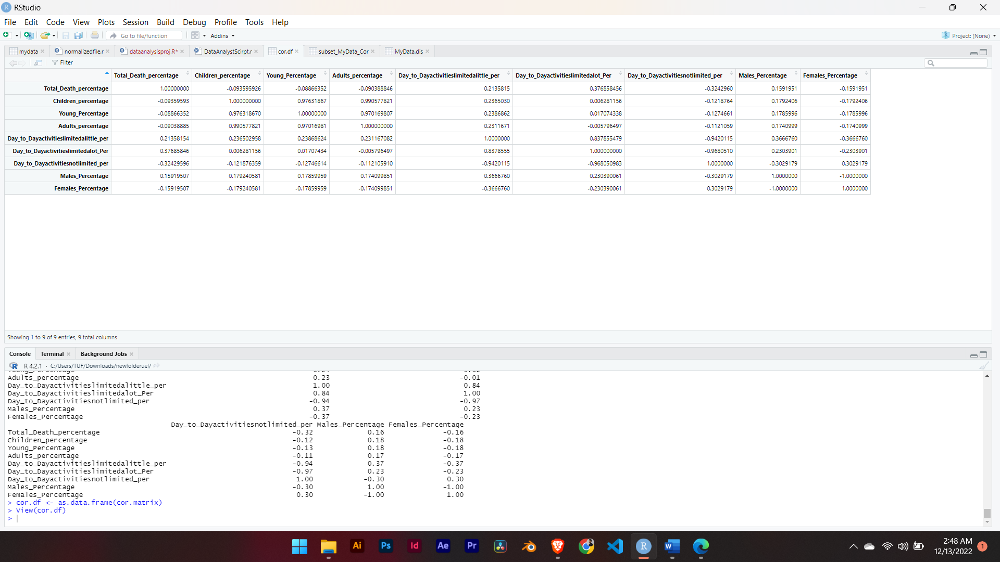 RStudio
File Edit Code View Plots Session Build Debug Profile Tools Help
Go to file/function Addins Project: (None)
mydata normalizedfile.r dataanalysisproj.R* DataAnalystScirpt.r cor.df subset_MyData_Cor MyData.dis
Filter
Total_Death_percentage Children_percentage Young_Percentage Adults_percentage Day_to_Dayactivitieslimitedalittle_per Day_to_Dayactivitieslimitedalot_Per Day_to_Dayactivitiesnotlimited_per Males_Percentage Females_Percentage
Total_Death_percentage 1.00000000 -0.093595926 -0.08866352 -0.090388846 0.2135815 0.376858456 -0.3242960 0.1591951 -0.1591951
Children_percentage -0.09359593 1.000000000 0.97631867 0.990577821 0.2365030 0.006281156 -0.1218764 0.1792406 -0.1792406
Young_Percentage -0.08866352 0.976318670 1.00000000 0.970169807 0.2386862 0.017074338 -0.1274661 0.1785996 -0.1785996
Adults_percentage -0.09038885 0.990577821 0.97016981 1.000000000 0.2311671 -0.005796497 -0.1121059 0.1740999 -0.1740999
Day_to_Dayactivitieslimitedalittle_per 0.21358154 0.236502958 0.23868624 0.231167082 1.0000000 0.837855479 -0.9420115 0.3666760 -0.3666760
Day_to_Dayactivitieslimitedalot_Per 0.37685846 0.006281156 0.01707434 -0.005796497 0.8378555 1.000000000 -0.9680510 0.2303901 -0.2303901
Day_to_Dayactivitiesnotlimited_per -0.32429596 -0.121876359 -0.12746614 -0.112105910 -0.9420115 -0.968050983 1.0000000 -0.3029179 0.3029179
Males_Percentage 0.15919507 0.179240581 0.17859959 0.174099851 0.3666760 0.230390061 -0.3029179 1.0000000 -1.0000000
Females_Percentage -0.15919507 -0.179240581 -0.17859959 -0.174099851 -0.3666760 -0.230390061 0.3029179 -1.0000000 1.0000000
Showing 1 to 9 of 9 entries, 9 total columns
Console Terminal Background Jobs
R 4.2.1 · C:/Users/TUF/Downloads/newfolderuel/
Adults_percentage 0.23 -0.01
Day_to_Dayactivitieslimitedalittle_per 1.00 0.84
Day_to_Dayactivitieslimitedalot_Per 0.84 1.00
Day_to_Dayactivitiesnotlimited_per -0.94 -0.97
Males_Percentage 0.37 0.23
Females_Percentage -0.37 -0.23
Day_to_Dayactivitiesnotlimited_per Males_Percentage Females_Percentage
Total_Death_percentage -0.32 0.16 -0.16
Children_percentage -0.12 0.18 -0.18
Young_Percentage -0.13 0.18 -0.18
Adults_percentage -0.11 0.17 -0.17
Day_to_Dayactivitieslimitedalittle_per -0.94 0.37 -0.37
Day_to_Dayactivitieslimitedalot_Per -0.97 0.23 -0.23
Day_to_Dayactivitiesnotlimited_per 1.00 -0.30 0.30
Males_Percentage -0.30 1.00 -1.00
Females_Percentage 0.30 -1.00 1.00
> cor.df <- as.data.frame(cor.matrix)
> View(cor.df)
>
Ai Ps Id Ae Pr R W
2:48 AM
12/13/2022 1